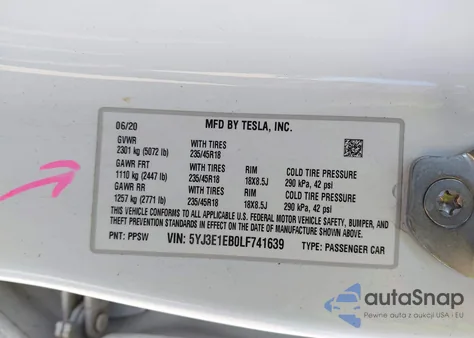 06/20 MFD BY TESLA, INC.
GVWR WITH TIRES
2301 kg (5072 lb) 235/45R18
GAWR FRT WITH TIRES RIM COLD TIRE PRESSURE
1110 kg (2447 lb) 235/45R18 18X8.5J 290 kPa, 42 psi
GAWR RR WITH TIRES RIM COLD TIRE PRESSURE
1257 kg (2771 lb) 235/45R18 18X8.5J 290 kPa, 42 psi
THIS VEHICLE CONFORMS TO ALL APPLICABLE U.S. FEDERAL MOTOR VEHICLE SAFETY, BUMPER, AND
THEFT PREVENTION STANDARDS IN EFFECT ON THE DATE OF MANUFACTURE SHOWN ABOVE.
PNT: PPSW VIN: 5YJ3E1EB0LF741639 TYPE: PASSENGER CAR
autoSnap
Pewne auta z USA - EU